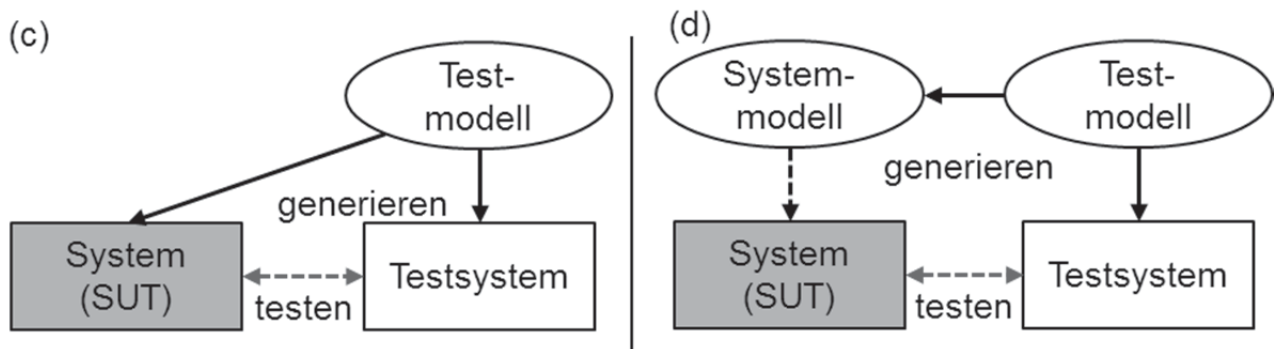 (c)
Test-
modell
generieren
System
(SUT)
testen
Testsystem
(d)
System-
modell
Test-
modell
generieren
System
(SUT)
testen
Testsystem